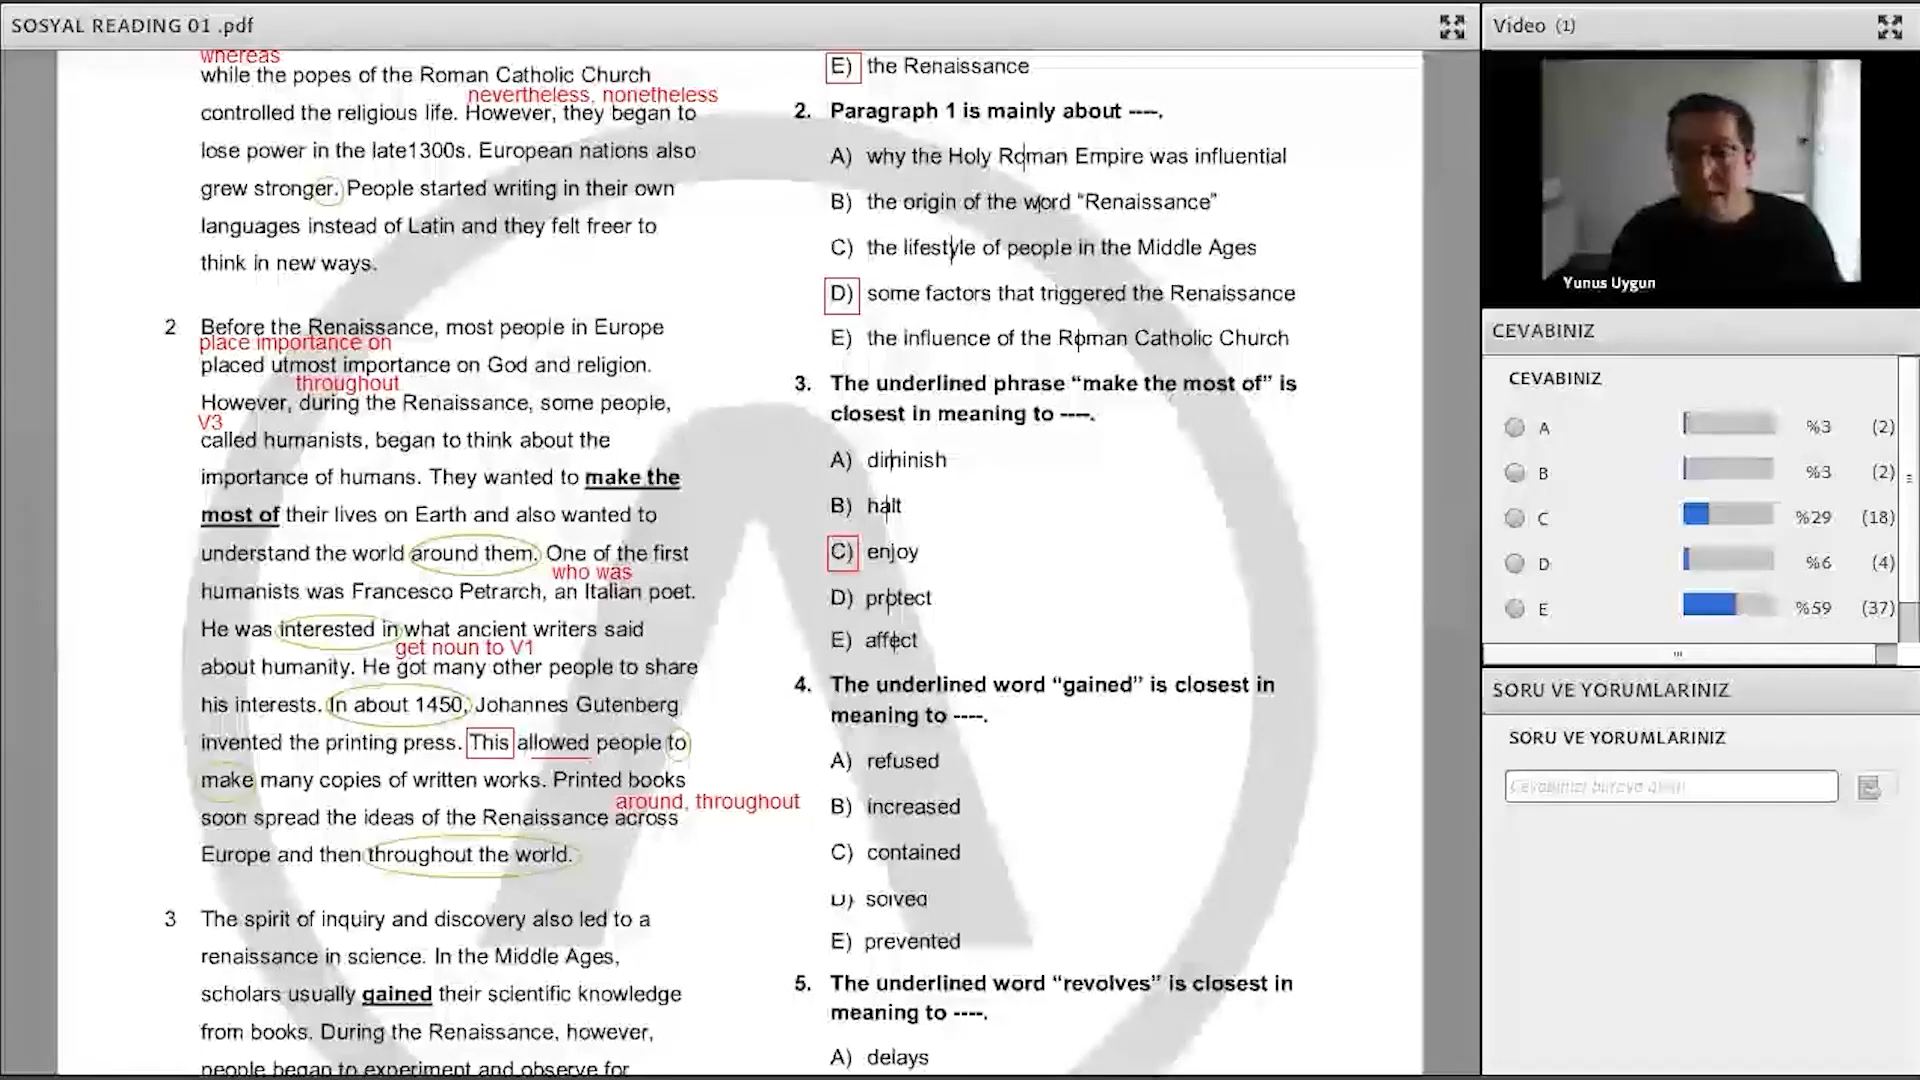 SOSYAL READING 01 .pdf
whereas
while the popes of the Roman Catholic Church
nevertheless, nonetheless
controlled the religious life. However, they began to
lose power in the late1300s. European nations also
grew stronger. People started writing in their own
languages instead of Latin and they felt freer to
think in new ways.
2 Before the Renaissance, most people in Europe
place importance on
placed utmost importance on God and religion.
throughout
However, during the Renaissance, some people,
V3
called humanists, began to think about the
importance of humans. They wanted to make the
most of their lives on Earth and also wanted to
understand the world around them. One of the first
who was
humanists was Francesco Petrarch, an Italian poet.
He was interested in what ancient writers said
get noun to V1
about humanity. He got many other people to share
his interests. In about 1450, Johannes Gutenberg
invented the printing press. This allowed people to
make many copies of written works. Printed books
around, throughout
soon spread the ideas of the Renaissance across
Europe and then throughout the world.
3 The spirit of inquiry and discovery also led to a
renaissance in science. In the Middle Ages,
scholars usually gained their scientific knowledge
from books. During the Renaissance, however,
people began to experiment and observe for
E) the Renaissance
2. Paragraph 1 is mainly about ----.
A) why the Holy Roman Empire was influential
B) the origin of the word "Renaissance"
C) the lifestyle of people in the Middle Ages
D) some factors that triggered the Renaissance
E) the influence of the Roman Catholic Church
3. The underlined phrase “make the most of” is
closest in meaning to ----.
A) diminish
B) halt
C) enjoy
D) protect
E) affect
4. The underlined word “gained” is closest in
meaning to ----.
A) refused
B) increased
C) contained
D) solved
E) prevented
5. The underlined word “revolves” is closest in
meaning to ----.
A) delays
Video (1)
Yunus Uygun
CEVABINIZ
CEVABINIZ
A %3 (2)
B %3 (2)
C %29 (18)
D %6 (4)
E %59 (37)
SORU VE YORUMLARINIZ
SORU VE YORUMLARINIZ